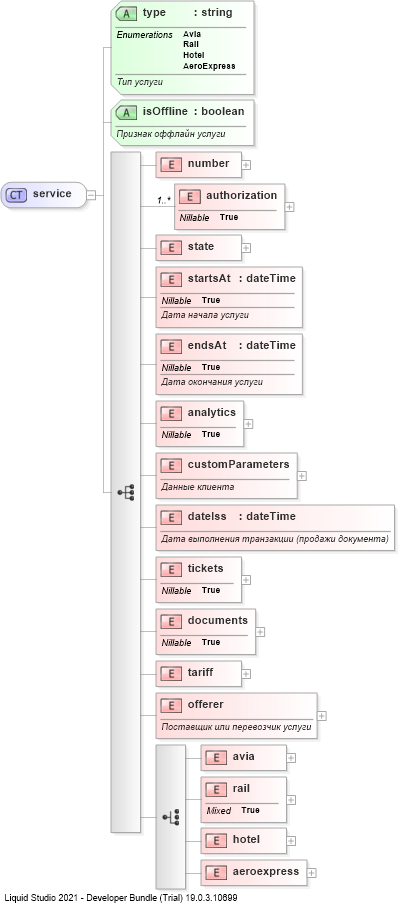 A type : string
Enumerations Avia
Rail
Hotel
AeroExpress
Тип услуги
A isOffline : boolean
Признак оффлайн услуги
CT service
E number
1..* E authorization
Nillable True
E state
E startsAt : dateTime
Nillable True
Дата начала услуги
E endsAt : dateTime
Nillable True
Дата окончания услуги
E analytics
Nillable True
E customParameters
Данные клиента
E dateIss : dateTime
Дата выполнения транзакции (продажи документа)
E tickets
Nillable True
E documents
Nillable True
E tariff
E offerer
Поставщик или перевозчик услуги
E avia
E rail
Mixed True
E hotel
E aeroexpress
Liquid Studio 2021 - Developer Bundle (Trial) 19.0.3.10699